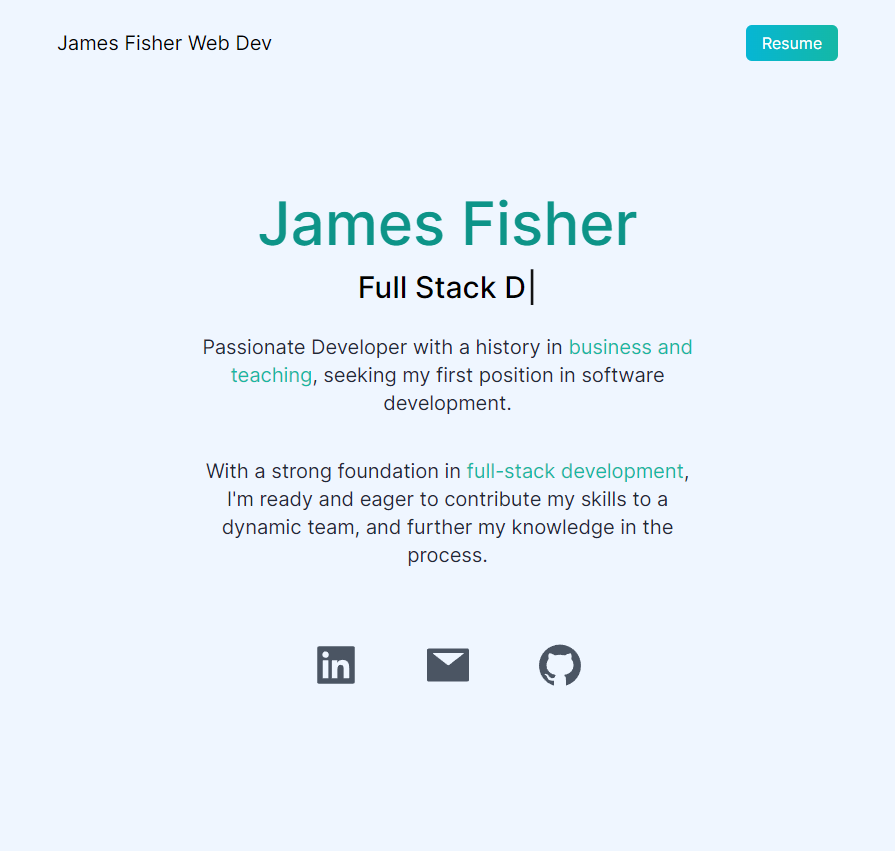 James Fisher Web Dev
Resume
James Fisher
Full Stack D|
Passionate Developer with a history in business and
teaching, seeking my first position in software
development.
With a strong foundation in full-stack development,
I'm ready and eager to contribute my skills to a
dynamic team, and further my knowledge in the
process.
in